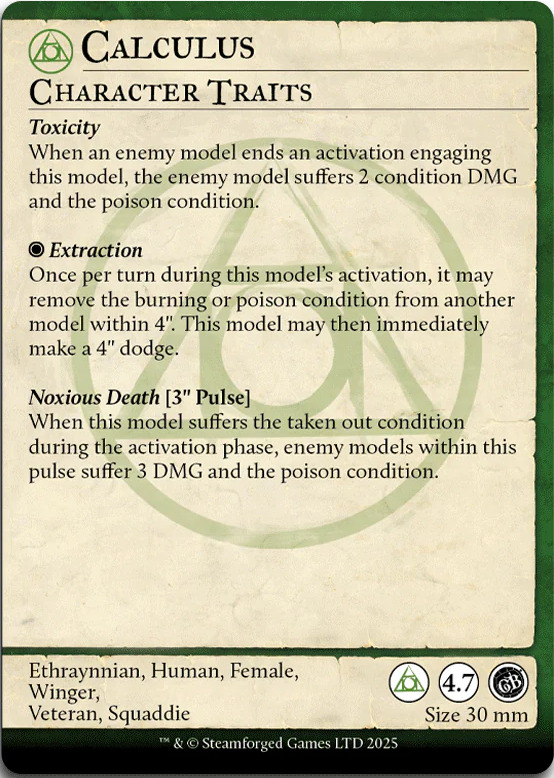 Calculus
Character Traits
Toxicity
When an enemy model ends an activation engaging
this model, the enemy model suffers 2 condition DMG
and the poison condition.
Extraction
Once per turn during this model's activation, it may
remove the burning or poison condition from another
model within 4". This model may then immediately
make a 4" dodge.
Noxious Death [3" Pulse]
When this model suffers the taken out condition
during the activation phase, enemy models within this
pulse suffer 3 DMG and the poison condition.
Ethraynnian, Human, Female,
Winger,
Veteran, Squaddie
4.7
GB
Size 30 mm
™ & © Steamforged Games LTD 2025